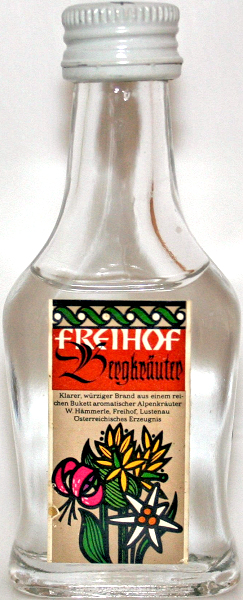 FREIHOF
Bergkräuter
Klarer, würziger Brand aus einem rei-
chen Bukett aromatischer Alpenkräuter
W. Hämmerle, Freihof, Lustenau
Österreichisches Erzeugnis